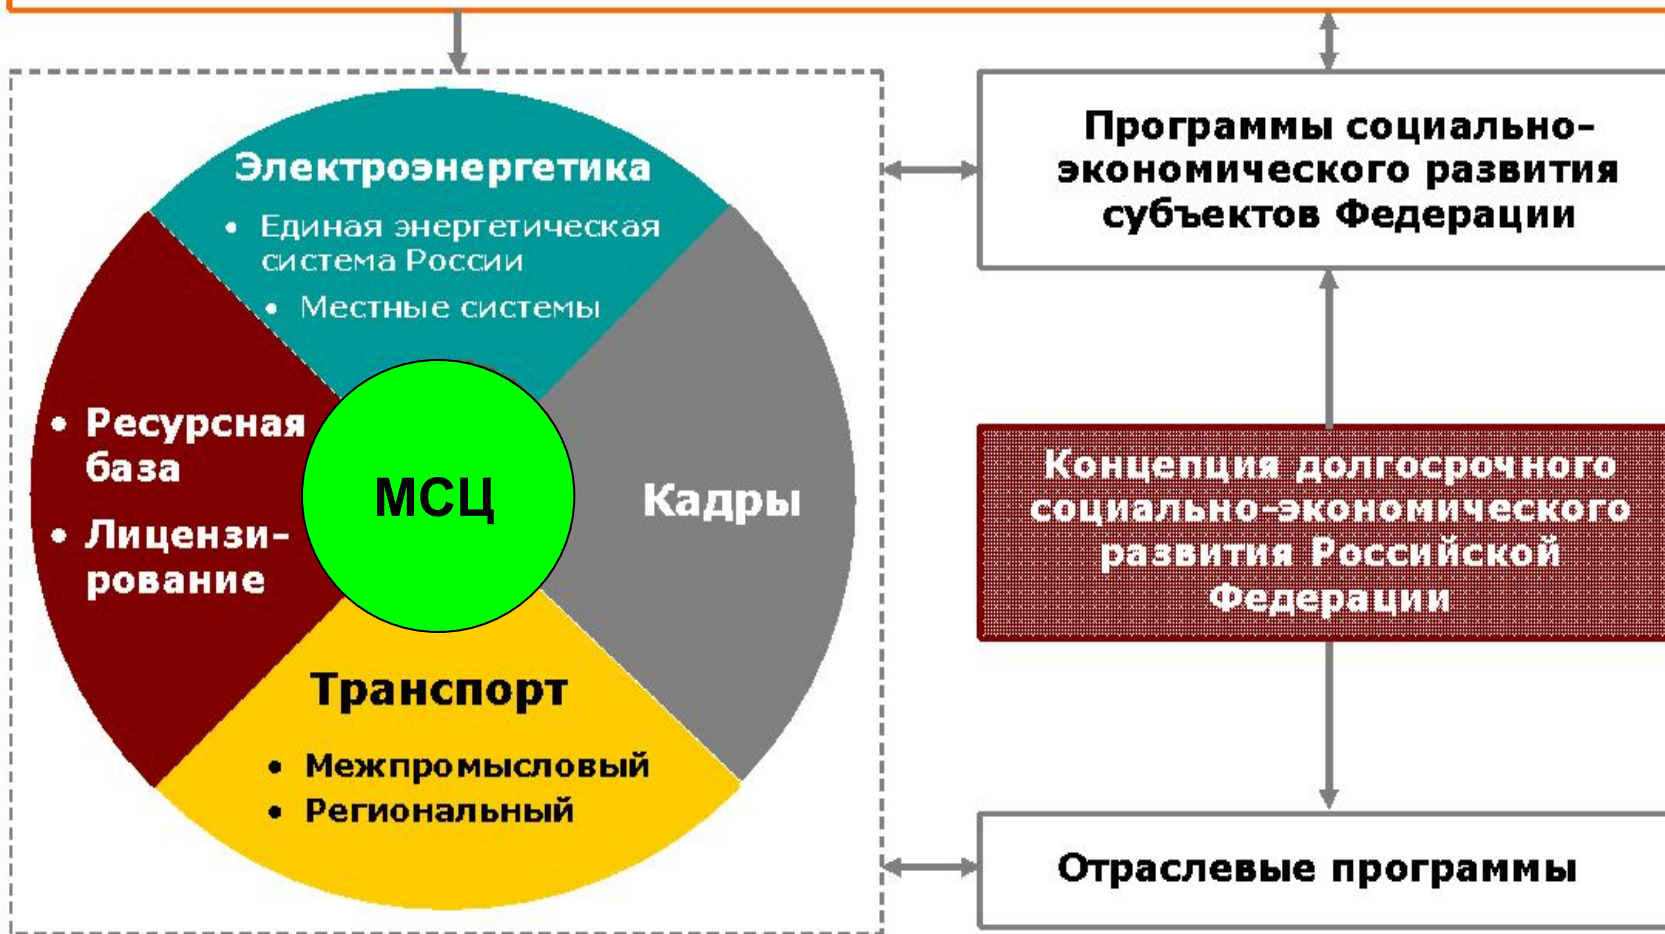 Электроэнергетика
• Единая энергетическая
система России
• Местные системы
• Ресурсная
база
• Лицензи-
рование
МСЦ
Кадры
Транспорт
• Межпромысловый
• Региональный
Программы социально-
экономического развития
субъектов Федерации
Концепция долгосрочного
социально-экономического
развития Российской
Федерации
Отраслевые программы